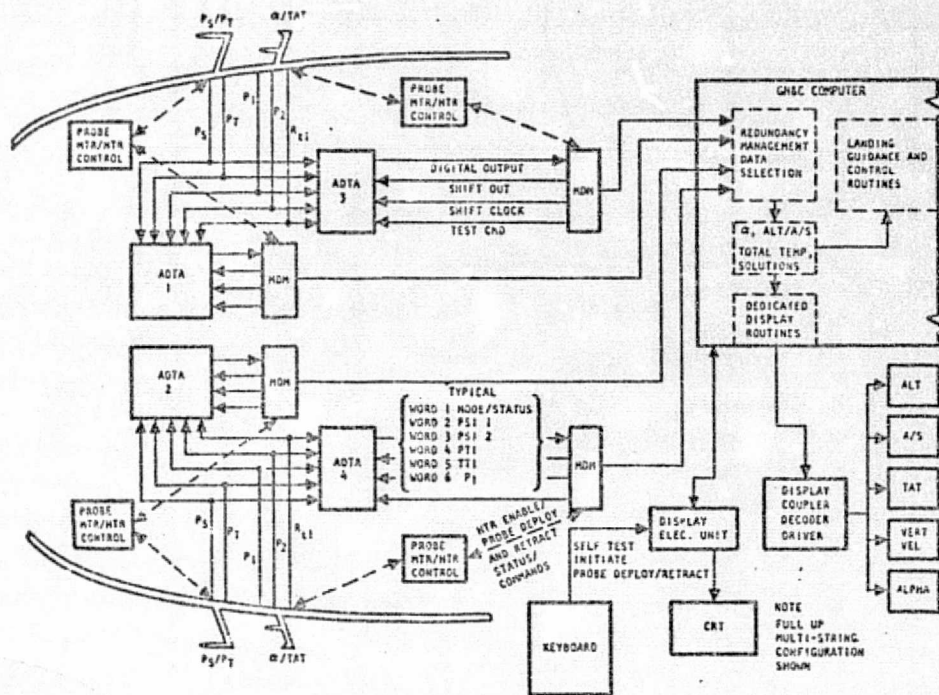 PS/PT
α/TAT
PROBE
MTR/HTR
CONTROL
PS
PT
P1
P2
PROBE
MTR/HTR
CONTROL
ADTA
3
DIGITAL OUTPUT
SHIFT OUT
SHIFT CLOCK
TEST CMD
MDM
GN&C COMPUTER
REDUNDANCY
MANAGEMENT
DATA
SELECTION
LANDING
GUIDANCE AND
CONTROL
ROUTINES
α, ALT/A/S
TOTAL TEMP,
SOLUTIONS
DEDICATED
DISPLAY
ROUTINES
ADTA
1
MDM
ADTA
2
MDM
TYPICAL
WORD 1 MODE/STATUS
WORD 2 PSI 1
WORD 3 PSI 2
WORD 4 PT1
WORD 5 TT1
WORD 6 P1
ADTA
4
MDM
PROBE
MTR/HTR
CONTROL
PS
PT
P1
P2
PROBE
MTR/HTR
CONTROL
HTR ENABLE/
PROBE DEPLOY
AND RETRACT
STATUS/
COMMANDS
SELF TEST
INITIATE
PROBE DEPLOY/RETRACT
DISPLAY
ELEC. UNIT
DISPLAY
COUPLER
DECODER
DRIVER
ALT
A/S
TAT
VERT
VEL
ALPHA
KEYBOARD
CRT
NOTE
FULL UP
MULTI-STRING
CONFIGURATION
SHOWN
PS/PT
α/TAT